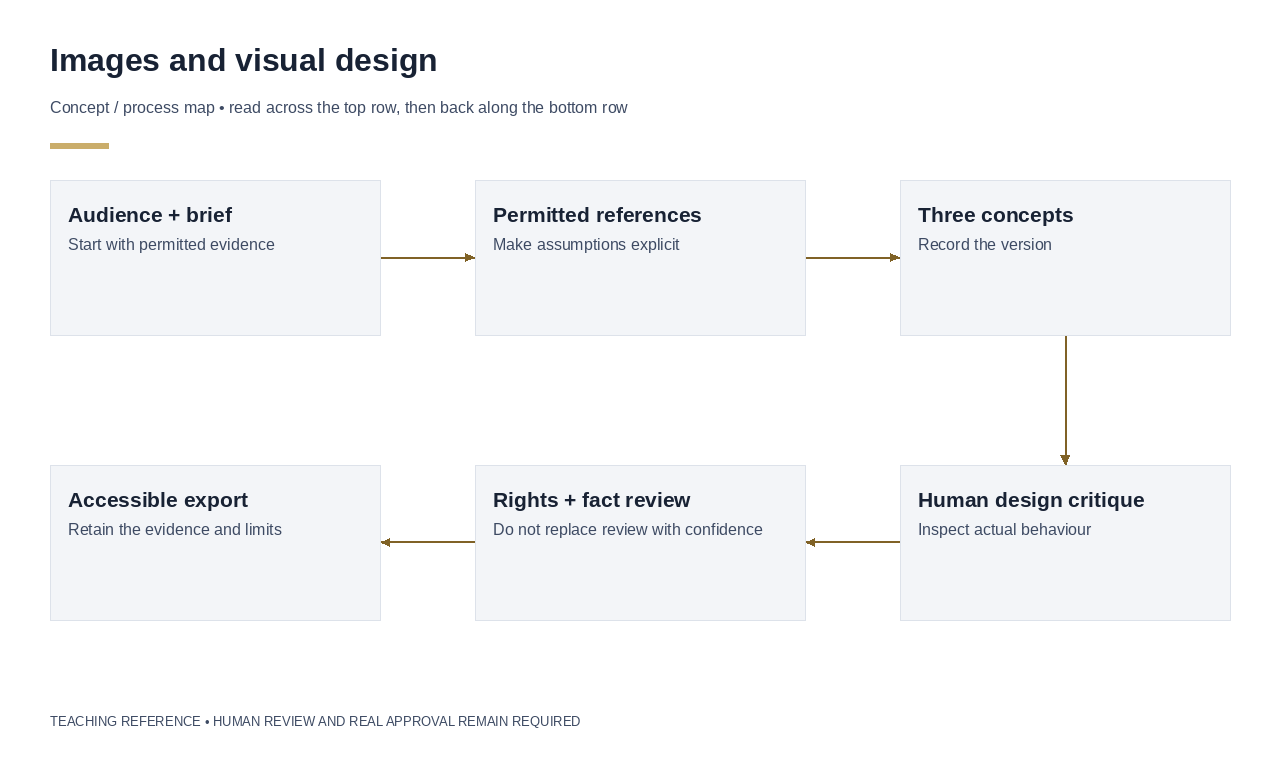 Images and visual design
Concept / process map • read across the top row, then back along the bottom row
Audience + brief
Start with permitted evidence
Permitted references
Make assumptions explicit
Three concepts
Record the version
Human design critique
Inspect actual behaviour
Rights + fact review
Do not replace review with confidence
Accessible export
Retain the evidence and limits
TEACHING REFERENCE • HUMAN REVIEW AND REAL APPROVAL REMAIN REQUIRED